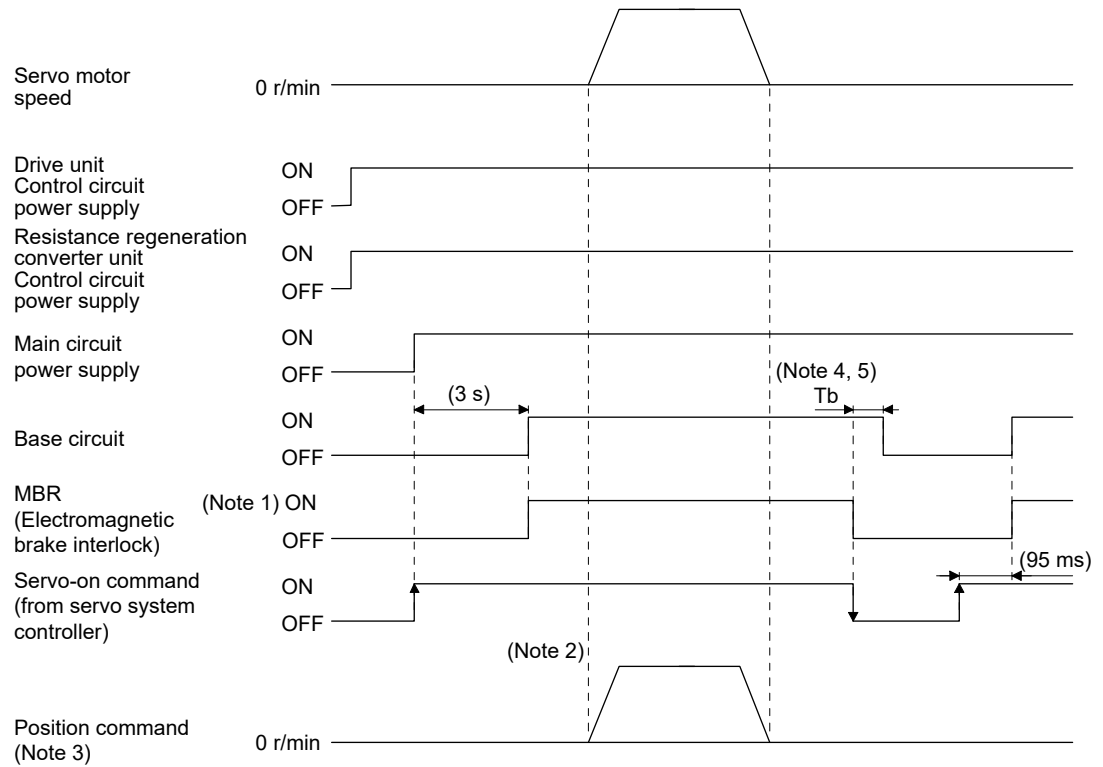 Servo motor
speed
0 r/min
Drive unit
Control circuit
power supply
ON
OFF
Resistance regeneration
converter unit
Control circuit
power supply
ON
OFF
Main circuit
power supply
ON
OFF
(3 s)
(Note 4, 5)
Tb
Base circuit
ON
OFF
MBR
(Electromagnetic
brake interlock)
(Note 1) ON
OFF
Servo-on command
(from servo system
controller)
ON
OFF
(95 ms)
(Note 2)
Position command
(Note 3)
0 r/min